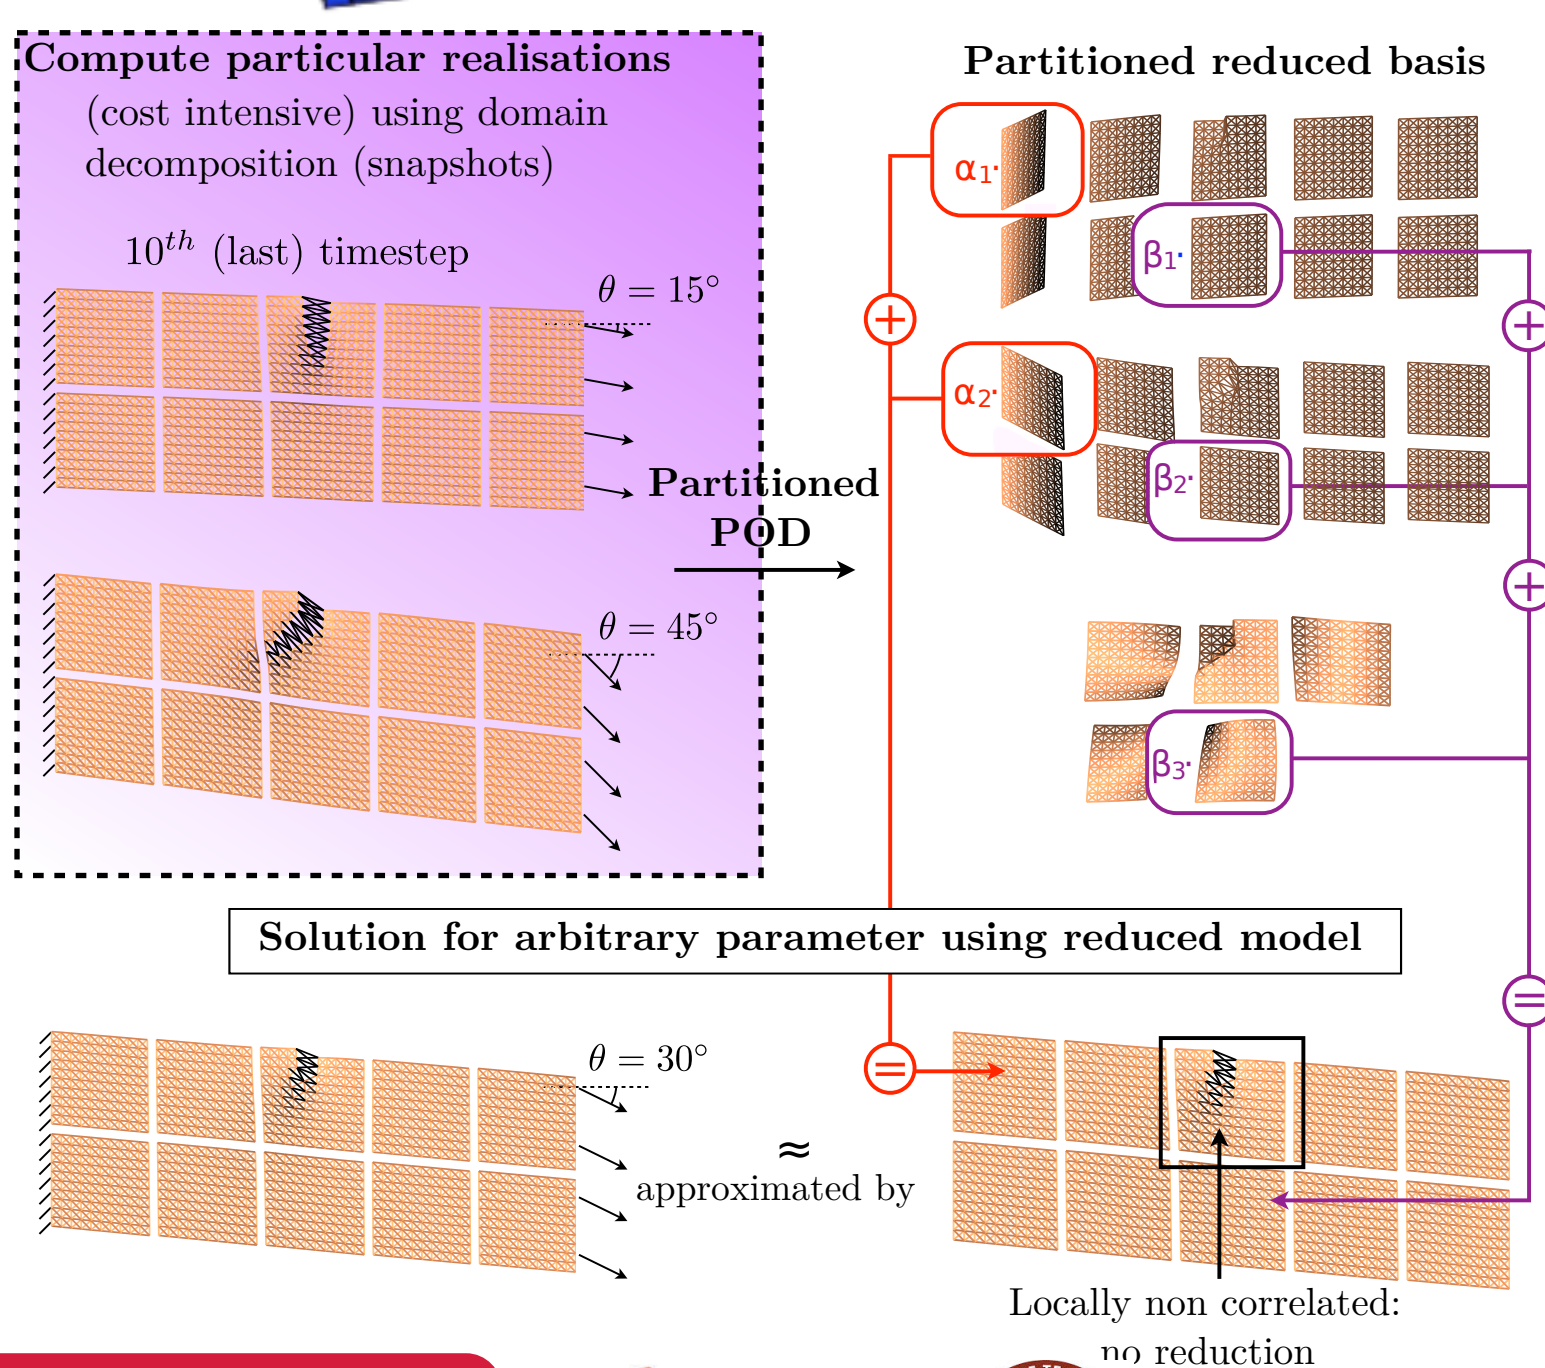 Compute particular realisations
(cost intensive) using domain
decomposition (snapshots)
10^{th} (last) timestep
θ = 15°
θ = 45°
Partitioned
POD
Partitioned reduced basis
α1·
β1·
+
+
α2·
β2·
+
β3·
Solution for arbitrary parameter using reduced model
=
=
θ = 30°
≈
approximated by
Locally non correlated:
no reduction